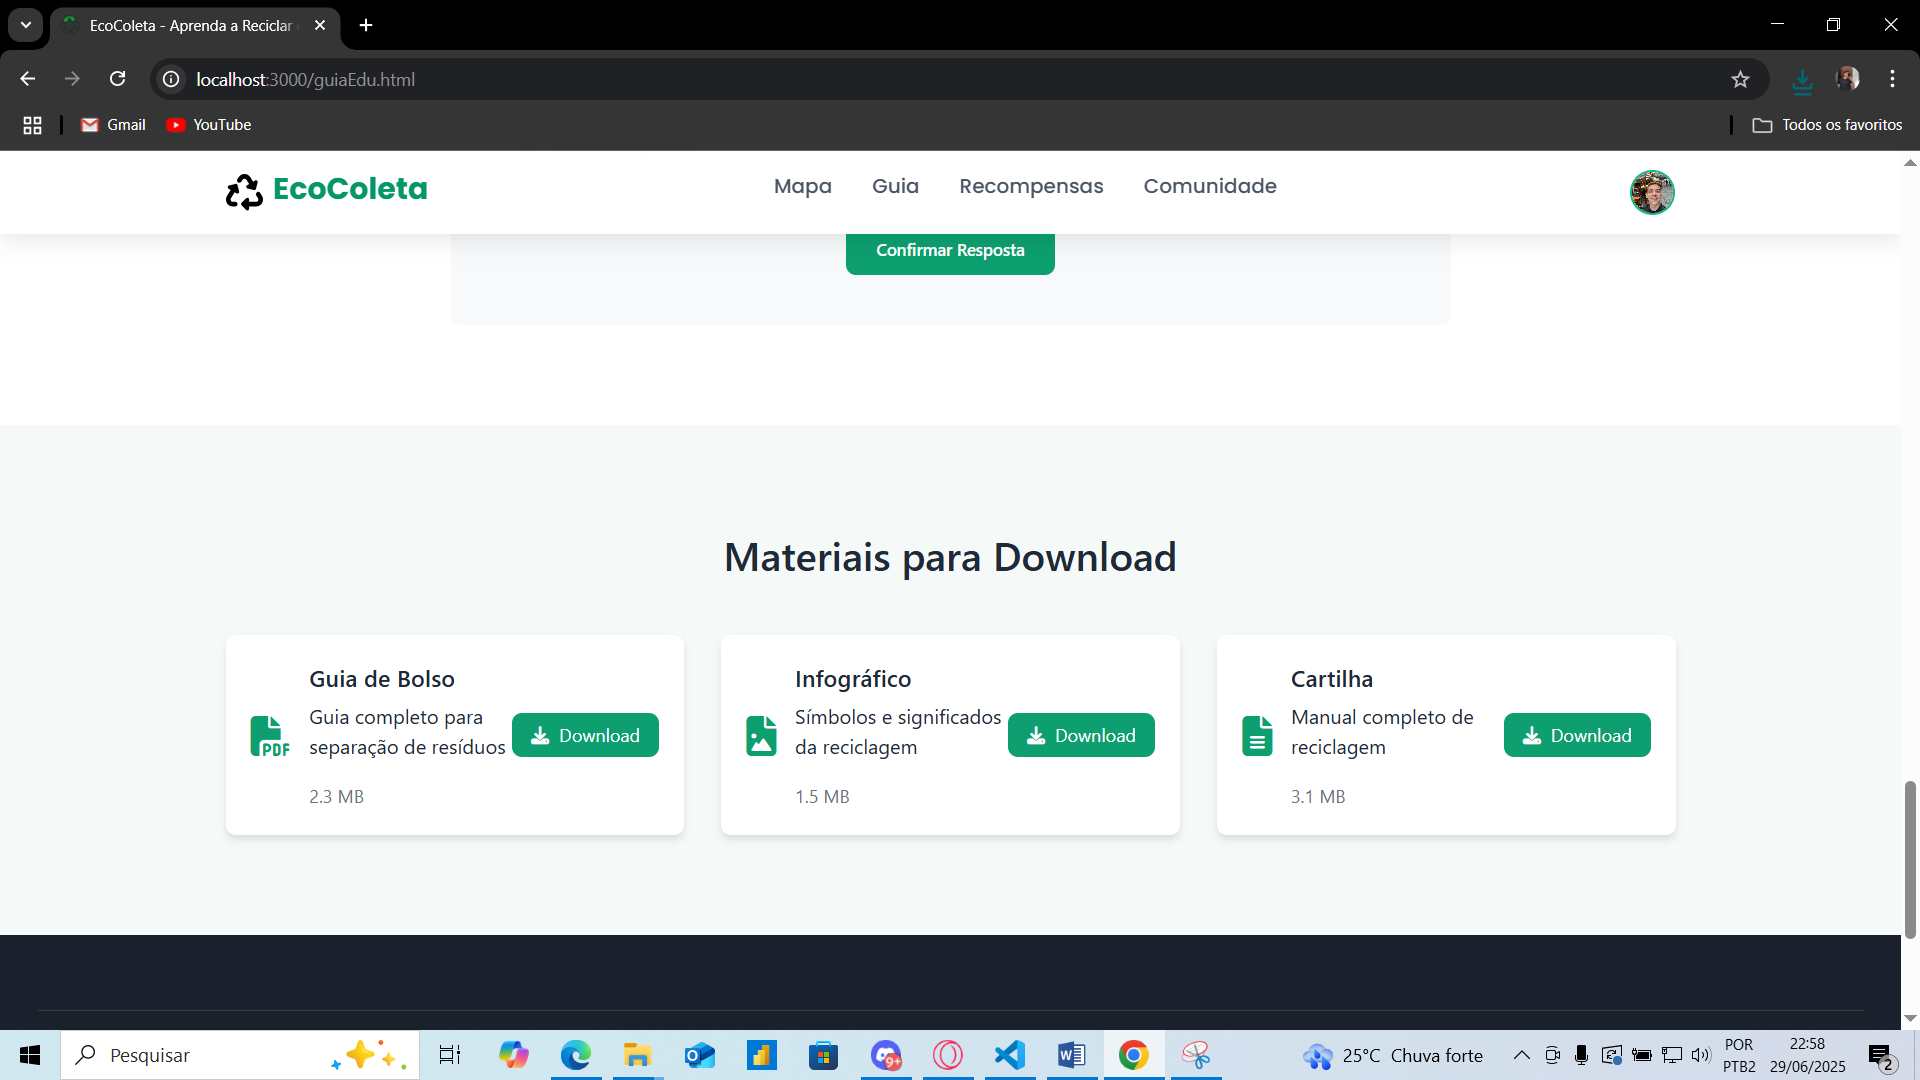 EcoColeta - Aprenda a Reciclar
localhost:3000/guiaEdu.html
Gmail
YouTube
Todos os favoritos
EcoColeta
Mapa
Guia
Recompensas
Comunidade
Confirmar Resposta
Materiais para Download
Guia de Bolso
Guia completo para
separação de resíduos
2.3 MB
PDF
Download
Infográfico
Símbolos e significados
da reciclagem
1.5 MB
Download
Cartilha
Manual completo de
reciclagem
3.1 MB
Download
Pesquisar
9+
25°C Chuva forte
POR
PTB2
22:58
29/06/2025
2